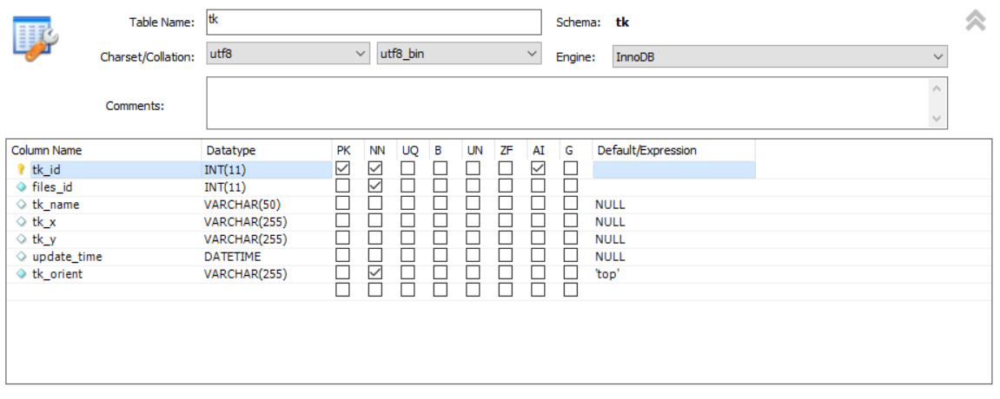 Table Name: tk Schema: tk
Charset/Collation: utf8 utf8_bin Engine: InnoDB
Comments:
Column Name Datatype PK NN UQ B UN ZF AI G Default/Expression
tk_id INT(11)
files_id INT(11)
tk_name VARCHAR(50) NULL
tk_x VARCHAR(255) NULL
tk_y VARCHAR(255) NULL
update_time DATETIME NULL
tk_orient VARCHAR(255) 'top'